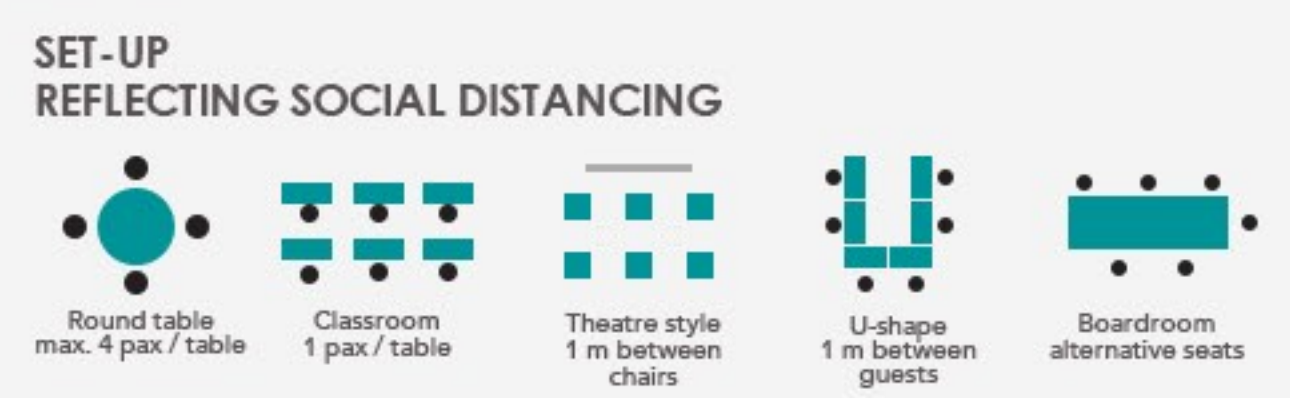 SET-UP
REFLECTING SOCIAL DISTANCING
Round table
max. 4 pax / table
Classroom
1 pax / table
Theatre style
1 m between
chairs
U-shape
1 m between
guests
Boardroom
alternative seats